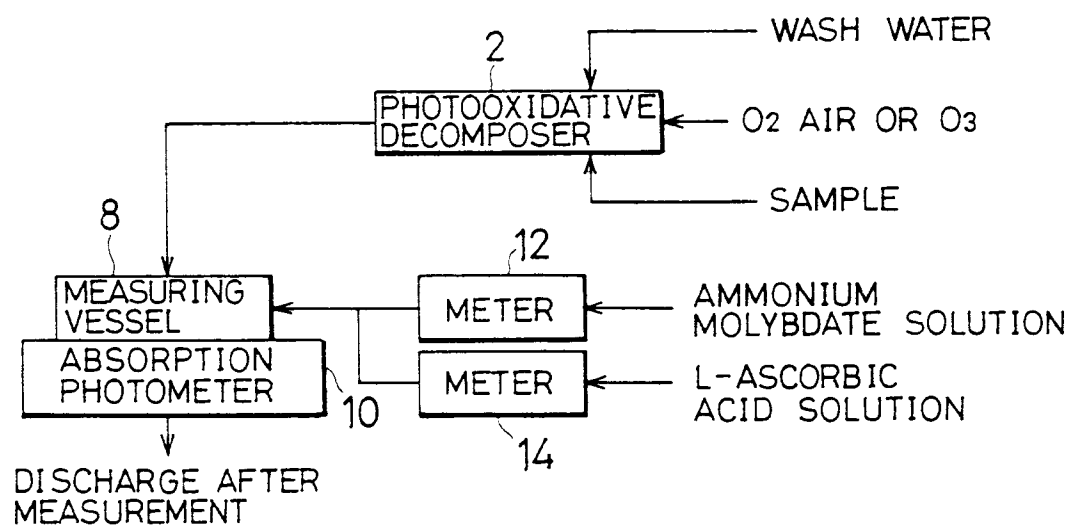 WASH WATER
2
PHOTOOXIDATIVE
DECOMPOSER
O2 AIR OR O3
SAMPLE
8
12
MEASURING
VESSEL
METER
AMMONIUM
MOLYBDATE SOLUTION
ABSORPTION
PHOTOMETER
METER
L-ASCORBIC
ACID SOLUTION
10
14
DISCHARGE AFTER
MEASUREMENT